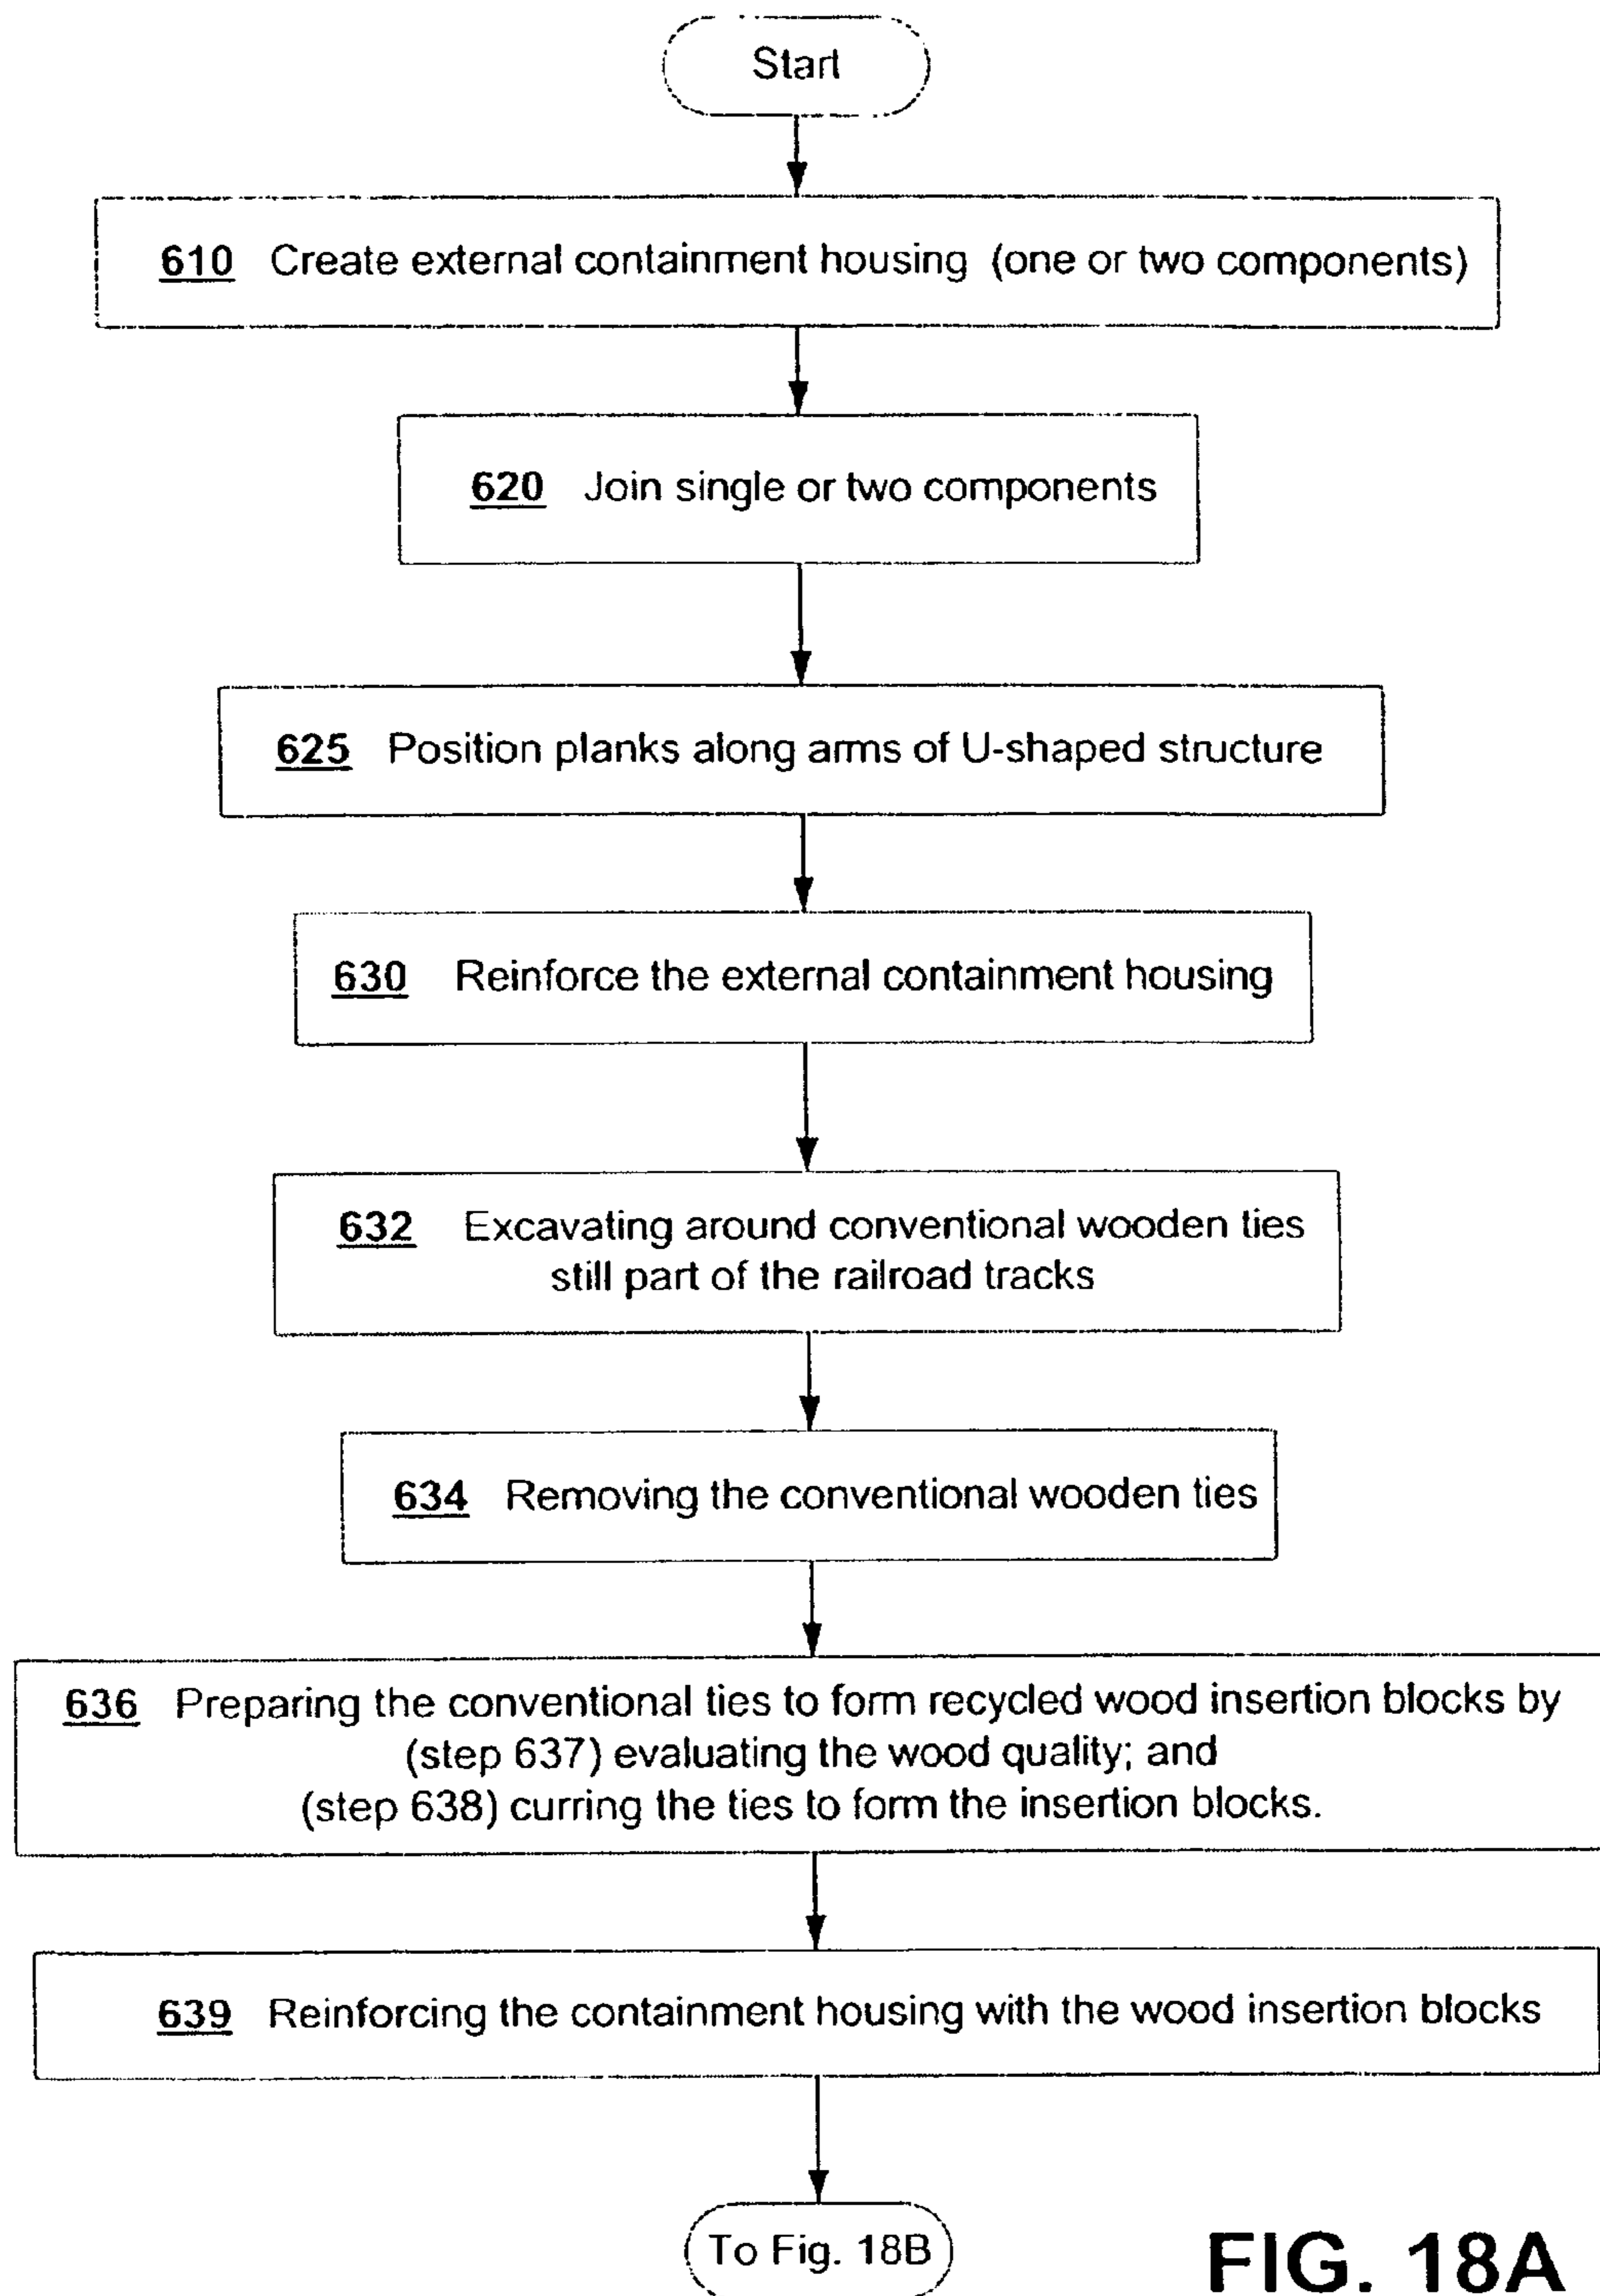 Start
610 Create external containment housing (one or two components)
620 Join single or two components
625 Position planks along arms of U-shaped structure
630 Reinforce the external containment housing
632 Excavating around conventional wooden ties
still part of the railroad tracks
634 Removing the conventional wooden ties
636 Preparing the conventional ties to form recycled wood insertion blocks by
(step 637) evaluating the wood quality; and
(step 638) curring the ties to form the insertion blocks.
639 Reinforcing the containment housing with the wood insertion blocks
To Fig. 18B
FIG. 18A